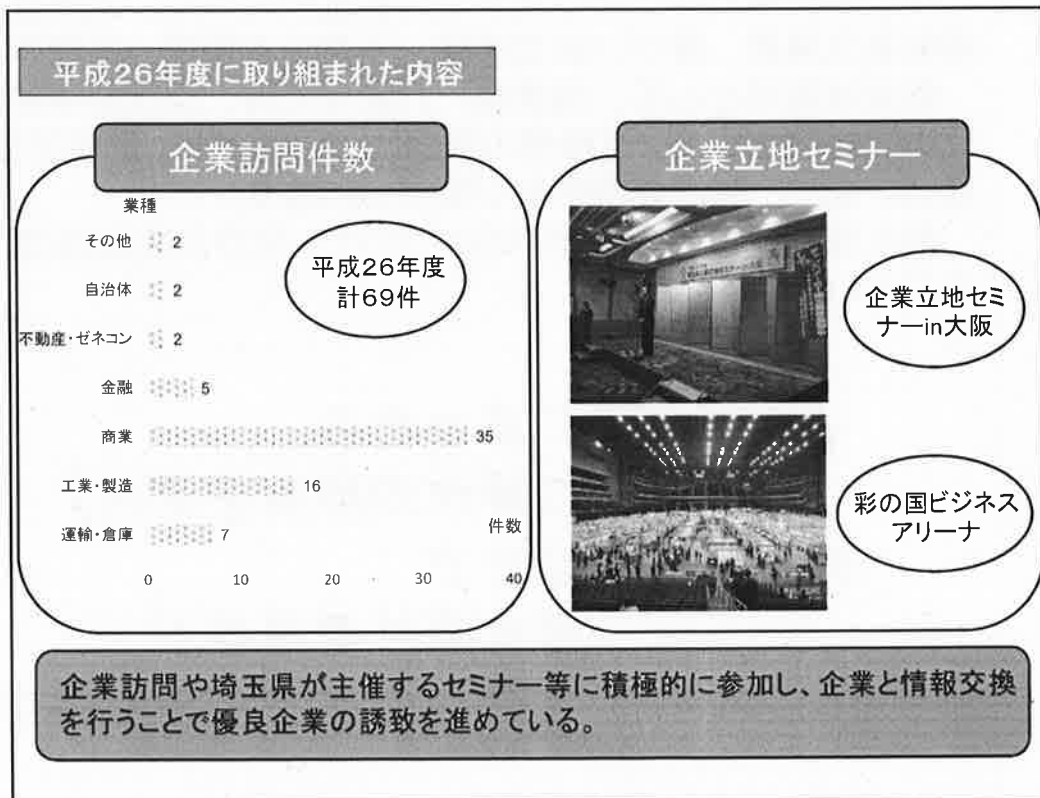 平成26年度に取り組まれた内容
企業訪問件数
業種
その他 2
自治体 2
不動産・ゼネコン 2
金融 5
商業 35
工業・製造 16
運輸・倉庫 7
件数
0 10 20 30 40
平成26年度
計69件
企業立地セミナー
企業立地セミ
ナーin大阪
彩の国ビジネス
アリーナ
企業訪問や埼玉県が主催するセミナー等に積極的に参加し、企業と情報交換
を行うことで優良企業の誘致を進めている。